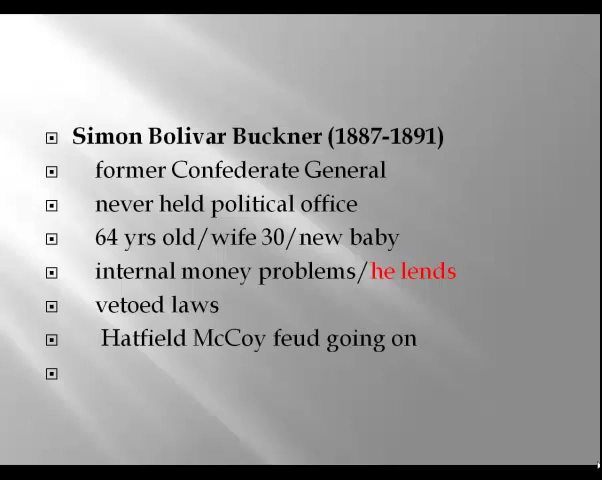 Simon Bolivar Buckner (1887-1891)
former Confederate General
never held political office
64 yrs old/wife 30/new baby
internal money problems/he lends
vetoed laws
Hatfield McCoy feud going on